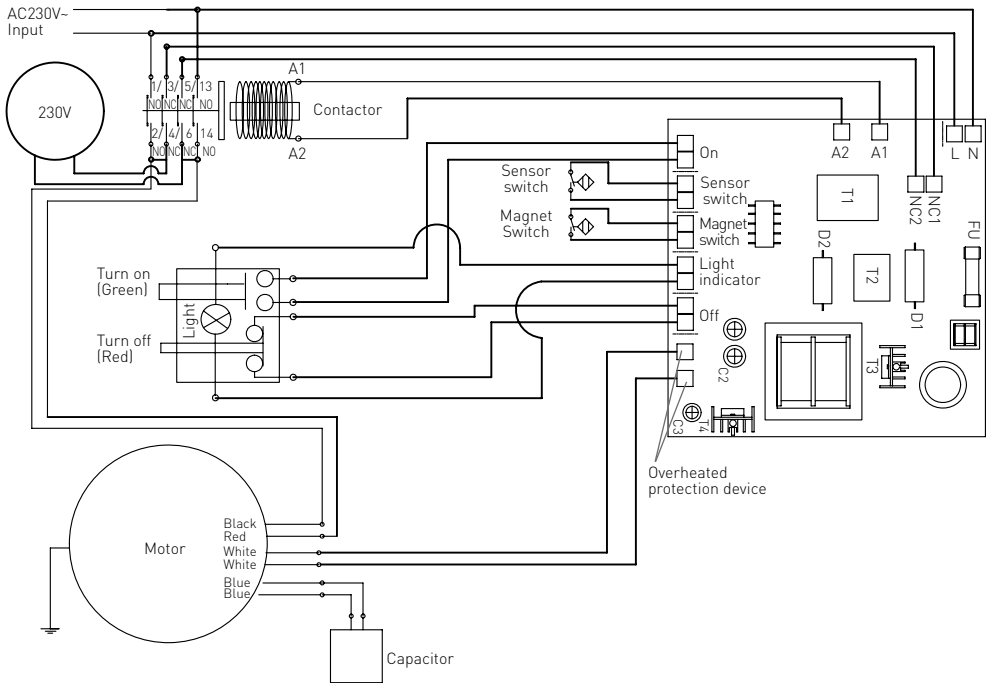 AC230V~
Input
230V
1/ 3/ 5/ 13
NO NC NC NO
2/ 4/ 6 14
NO NC NC NO
A1
Contactor
A2
A2
A1
L
N
NC2
NC1
On
Sensor
switch
Sensor
switch
Magnet
Switch
Magnet
switch
Light
indicator
Off
T1
T2
D2
D1
FU
T3
C2
C3
T4
Turn on
(Green)
Light
Turn off
(Red)
Overheated
protection device
Motor
Black
Red
White
White
Blue
Blue
Capacitor